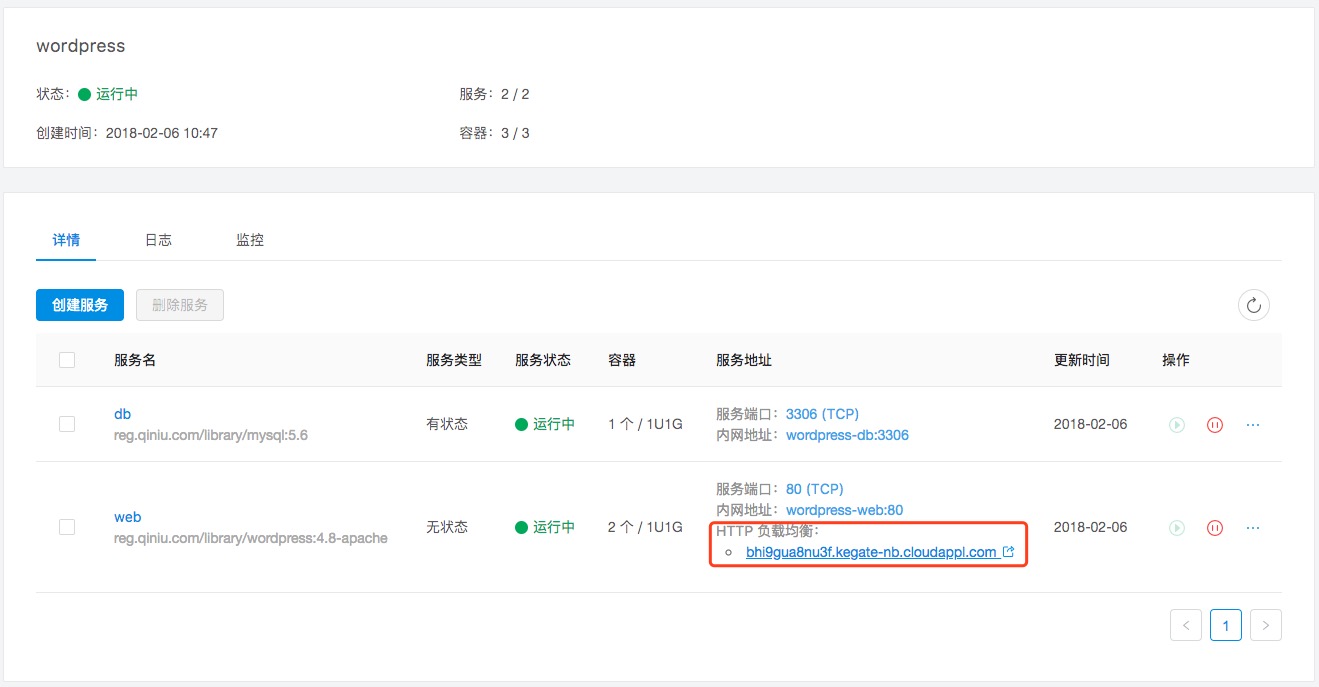 wordpress
状态： 运行中 服务：2 / 2
创建时间：2018-02-06 10:47 容器：3 / 3
详情 日志 监控
创建服务 删除服务
服务名 服务类型 服务状态 容器 服务地址 更新时间 操作
db
reg.qiniu.com/library/mysql:5.6
有状态 运行中 1 个 / 1U1G
服务端口：3306 (TCP)
内网地址：wordpress-db:3306
2018-02-06
web
reg.qiniu.com/library/wordpress:4.8-apache
无状态 运行中 2 个 / 1U1G
服务端口：80 (TCP)
内网地址：wordpress-web:80
HTTP 负载均衡：
bhi9gua8nu3f.kegate-nb.cloudappl.com
2018-02-06
< 1 >